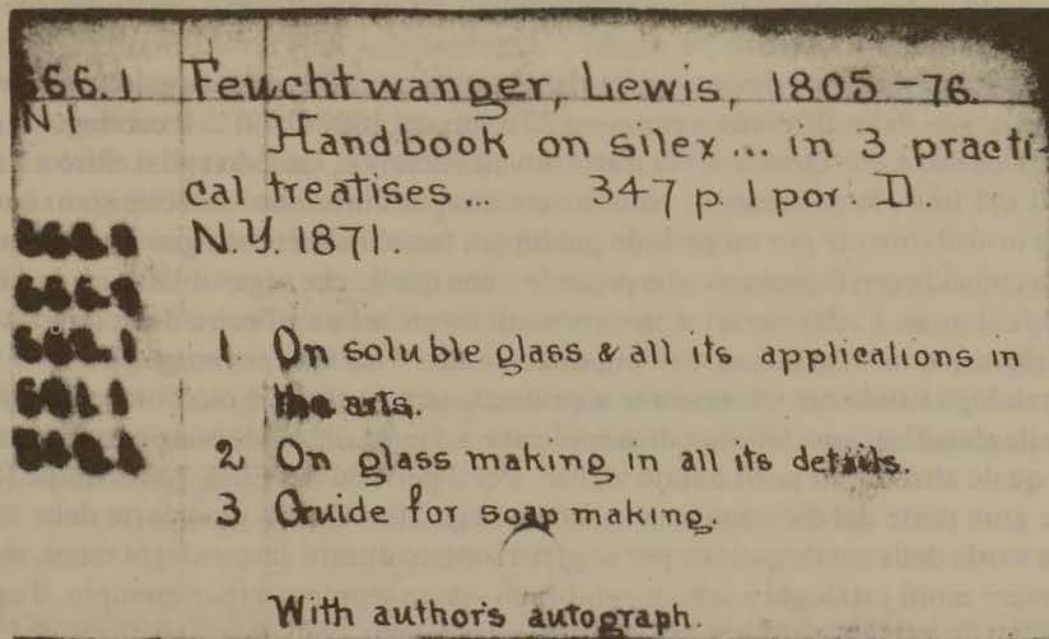 666.1 Feuchtwanger, Lewis, 1805-76.
N1 Handbook on silex... in 3 practi-
cal treatises... 347 p. 1 por. D.
N.Y. 1871.
1 On soluble glass & all its applications in
the arts.
2 On glass making in all its details.
3 Guide for soap making.
With author's autograph.